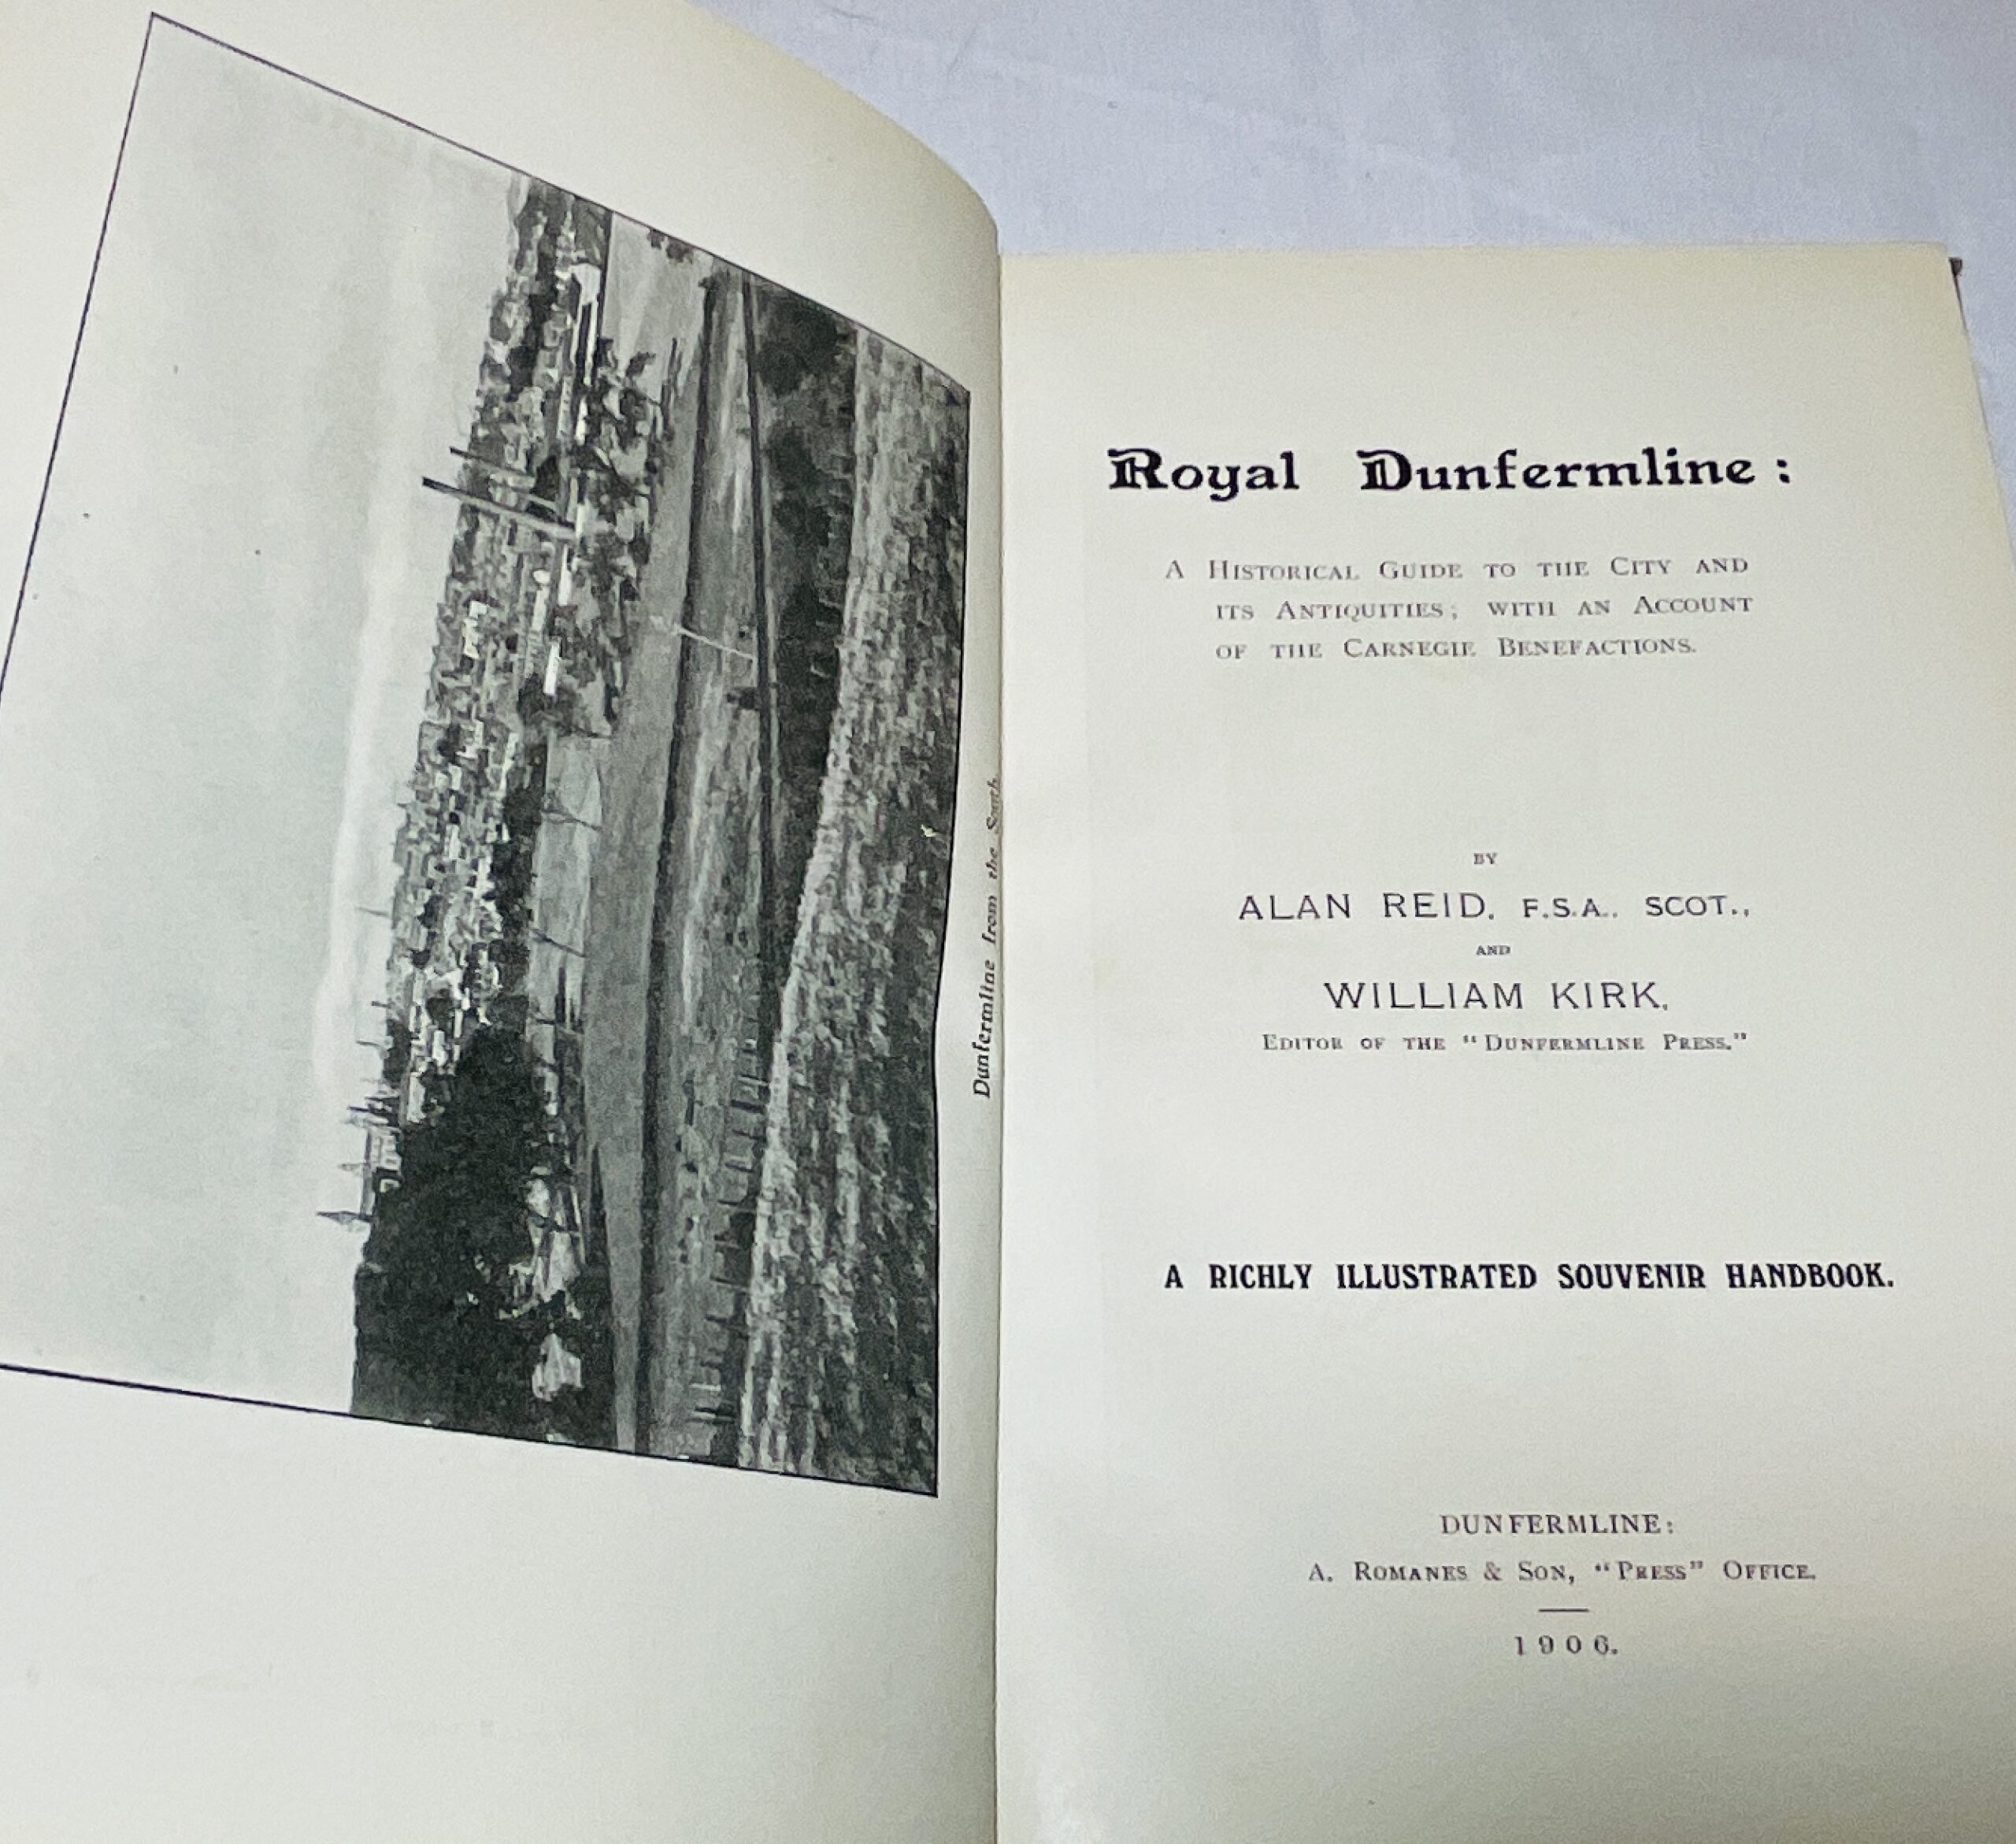 Dunfermline from the South.
Royal Dunfermline:
A Historical Guide to the City and
its Antiquities; with an Account
of the Carnegie Benefactions.
BY
ALAN REID, F.S.A., SCOT.,
AND
WILLIAM KIRK,
Editor of the "Dunfermline Press."
A RICHLY ILLUSTRATED SOUVENIR HANDBOOK.
DUNFERMLINE:
A. Romanes & Son, "Press" Office.
1906.